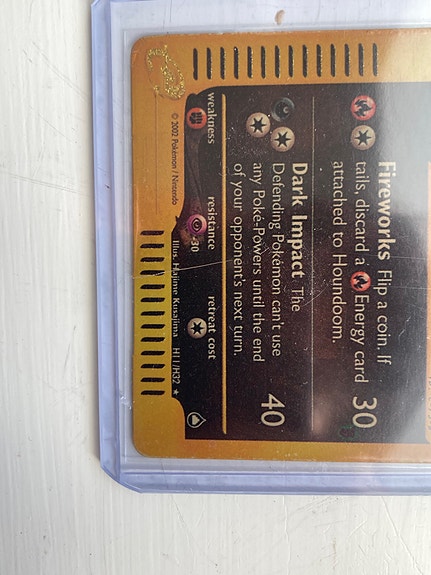 Fireworks Flip a coin. If
tails, discard a Energy card
attached to Houndoom.
30
Dark Impact The
Defending Pokémon can't use
any Poké-Powers until the end
of your opponent's next turn.
40
weakness
resistance
retreat cost
-30
Illus. Hajime Kusajima H11/H32 ★
© 2002 Pokémon / Nintendo